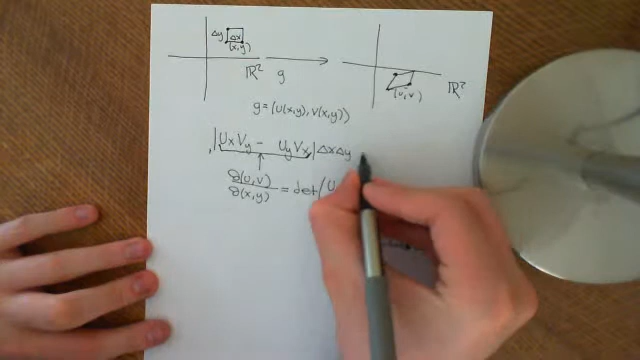 Δy Δx
(x,y)
ℝ² g ℝ²
(u,v)
g=(u(x,y), v(x,y))
|UxVy - UyVx|ΔxΔy
∂(u,v)/∂(x,y) = det(U